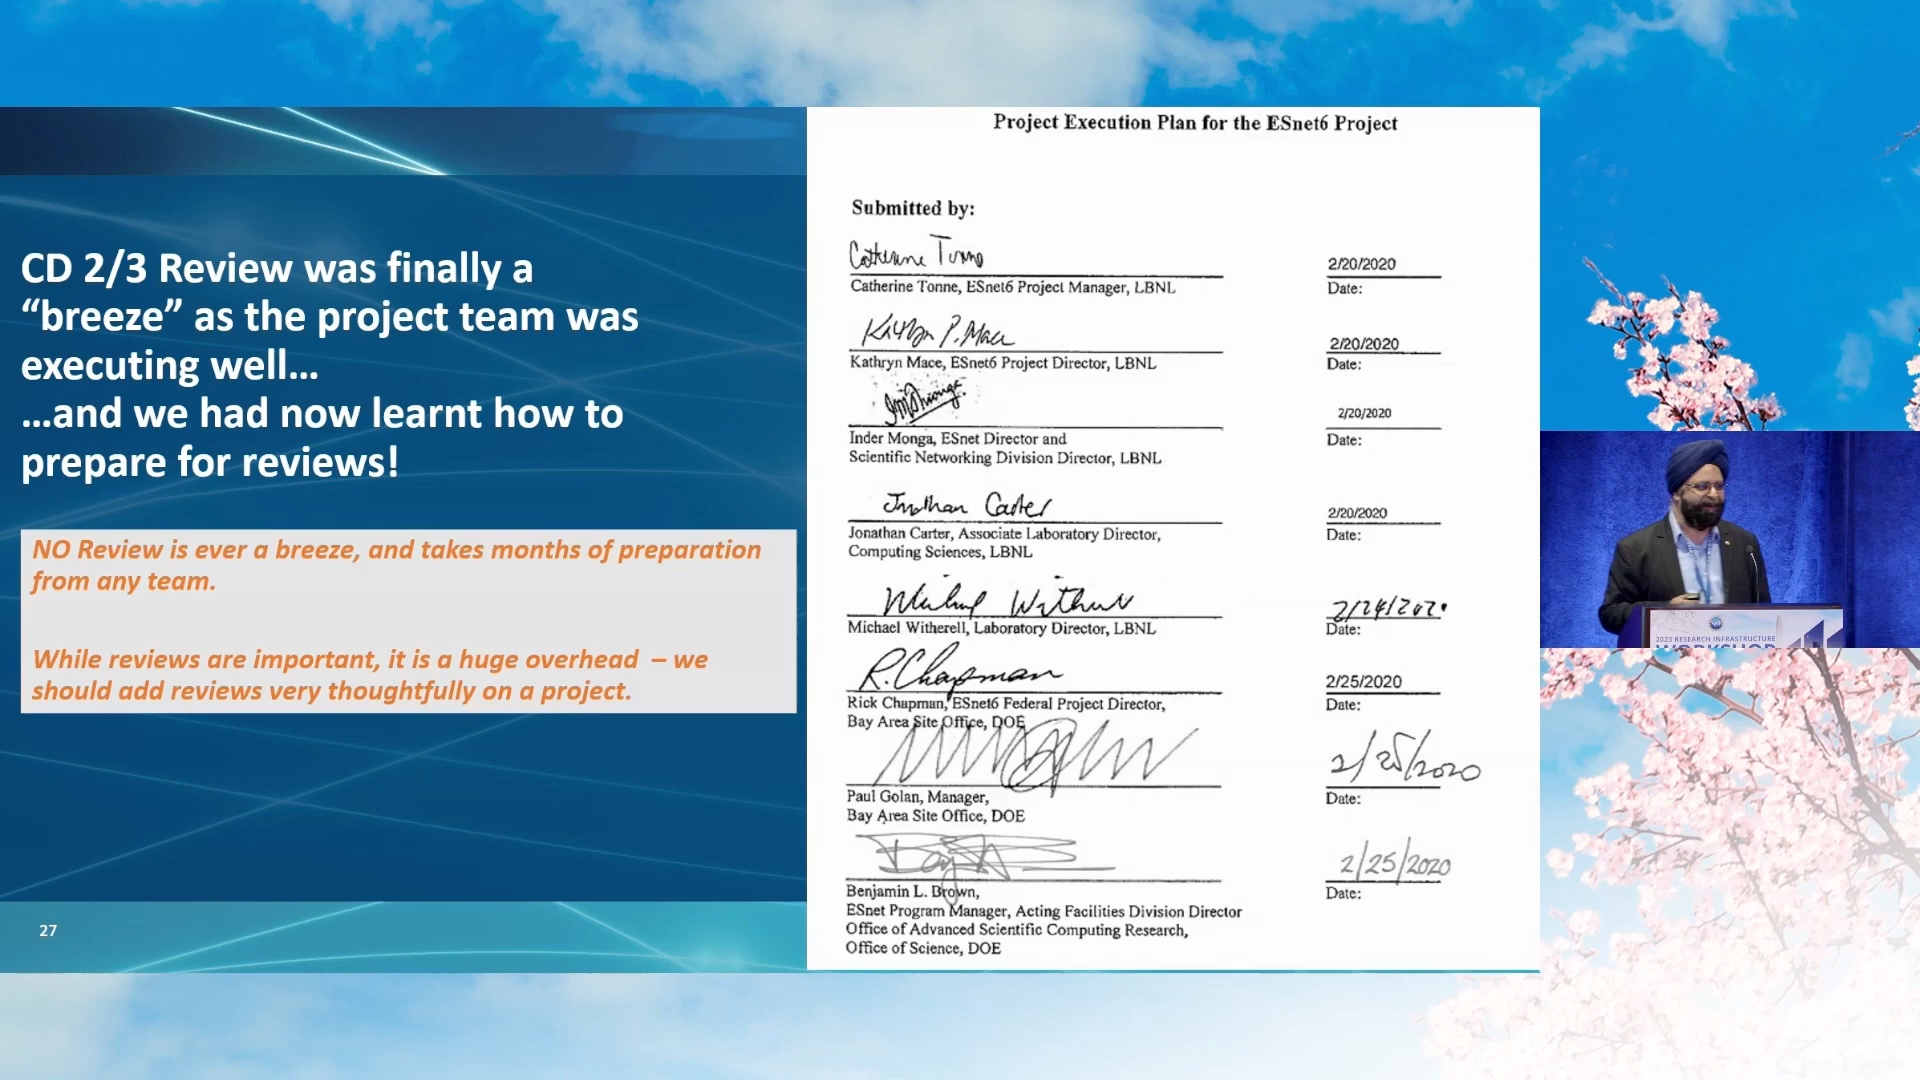 CD 2/3 Review was finally a
“breeze” as the project team was
executing well...
...and we had now learnt how to
prepare for reviews!
NO Review is ever a breeze, and takes months of preparation
from any team.
While reviews are important, it is a huge overhead – we
should add reviews very thoughtfully on a project.
27
Project Execution Plan for the ESnet6 Project
Submitted by:
Catherine Tonne
2/20/2020
Catherine Tonne, ESnet6 Project Manager, LBNL
Date:
Kathryn P. Mace
2/20/2020
Kathryn Mace, ESnet6 Project Director, LBNL
Date:
2/20/2020
Inder Monga, ESnet Director and
Date:
Scientific Networking Division Director, LBNL
Jonathan Carter
2/20/2020
Jonathan Carter, Associate Laboratory Director,
Date:
Computing Sciences, LBNL
Michael Witherell
2/24/2020
Michael Witherell, Laboratory Director, LBNL
Date:
R. Chapman
2/25/2020
Rick Chapman, ESnet6 Federal Project Director,
Date:
Bay Area Site Office, DOE
2/25/2020
Paul Golan, Manager,
Date:
Bay Area Site Office, DOE
2/25/2020
Benjamin L. Brown,
Date:
ESnet Program Manager, Acting Facilities Division Director
Office of Advanced Scientific Computing Research,
Office of Science, DOE
2023 RESEARCH INFRASTRUCTURE
WORKSHOP